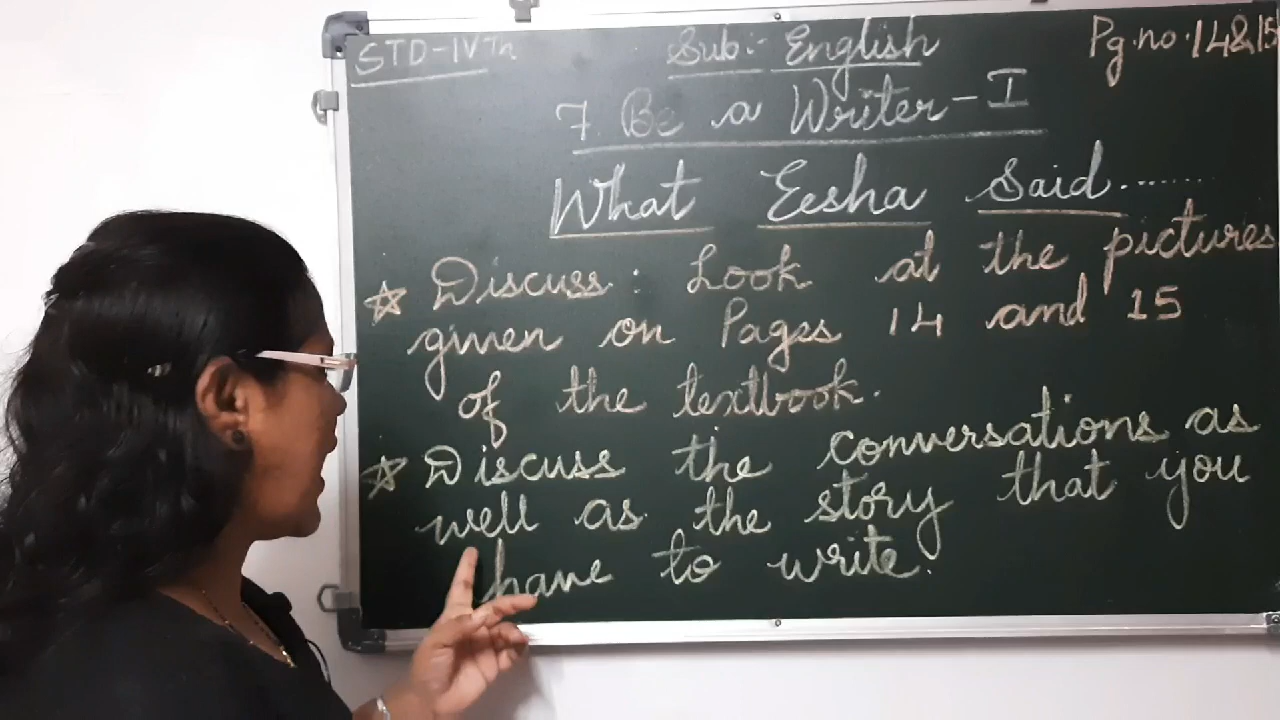 STD-IVTh
Sub:- English
Pg.no.14&15
7 Be a Writer-I
What Eesha Said.......
☆ Discuss: Look at the pictures
given on Pages 14 and 15
of the textbook.
☆ Discuss the conversations as
well as the story that you
have to write.